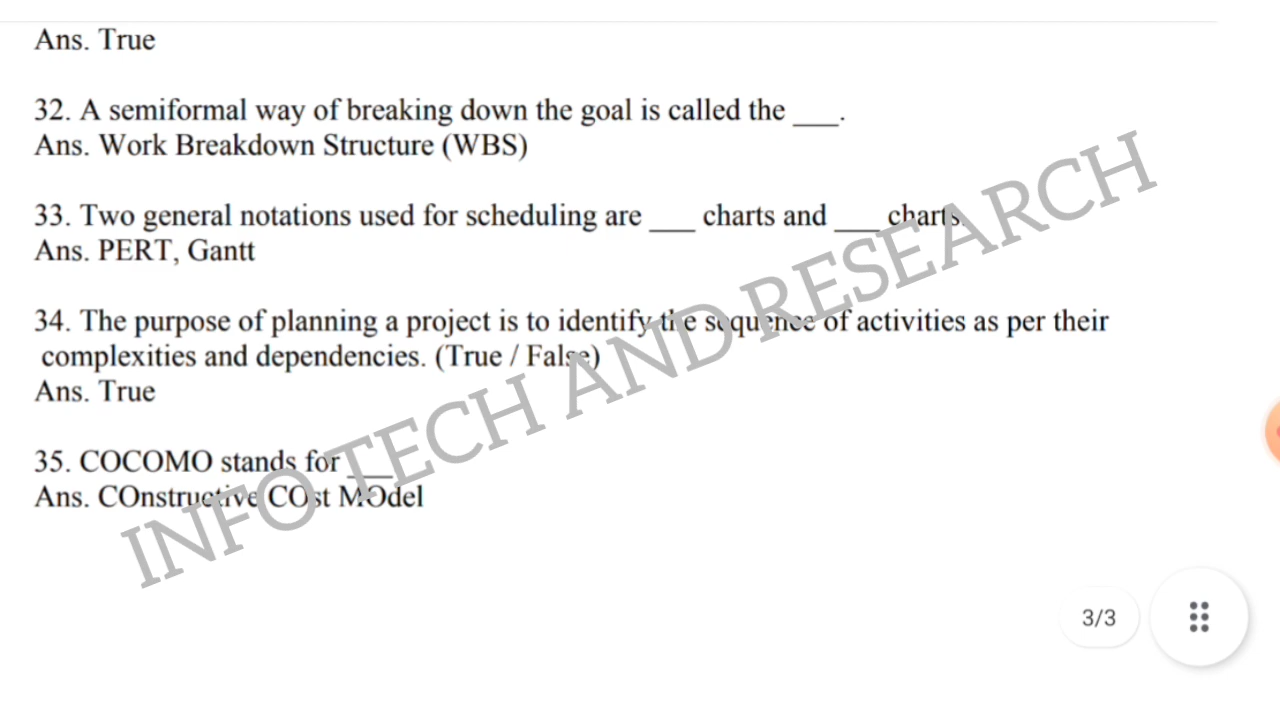 Ans. True
32. A semiformal way of breaking down the goal is called the ___.
Ans. Work Breakdown Structure (WBS)
33. Two general notations used for scheduling are ___ charts and ___ charts.
Ans. PERT, Gantt
34. The purpose of planning a project is to identify the sequence of activities as per their
complexities and dependencies. (True / False)
Ans. True
35. COCOMO stands for ___
Ans. COnstructive COst MOdel
INFO TECH AND RESEARCH
3/3